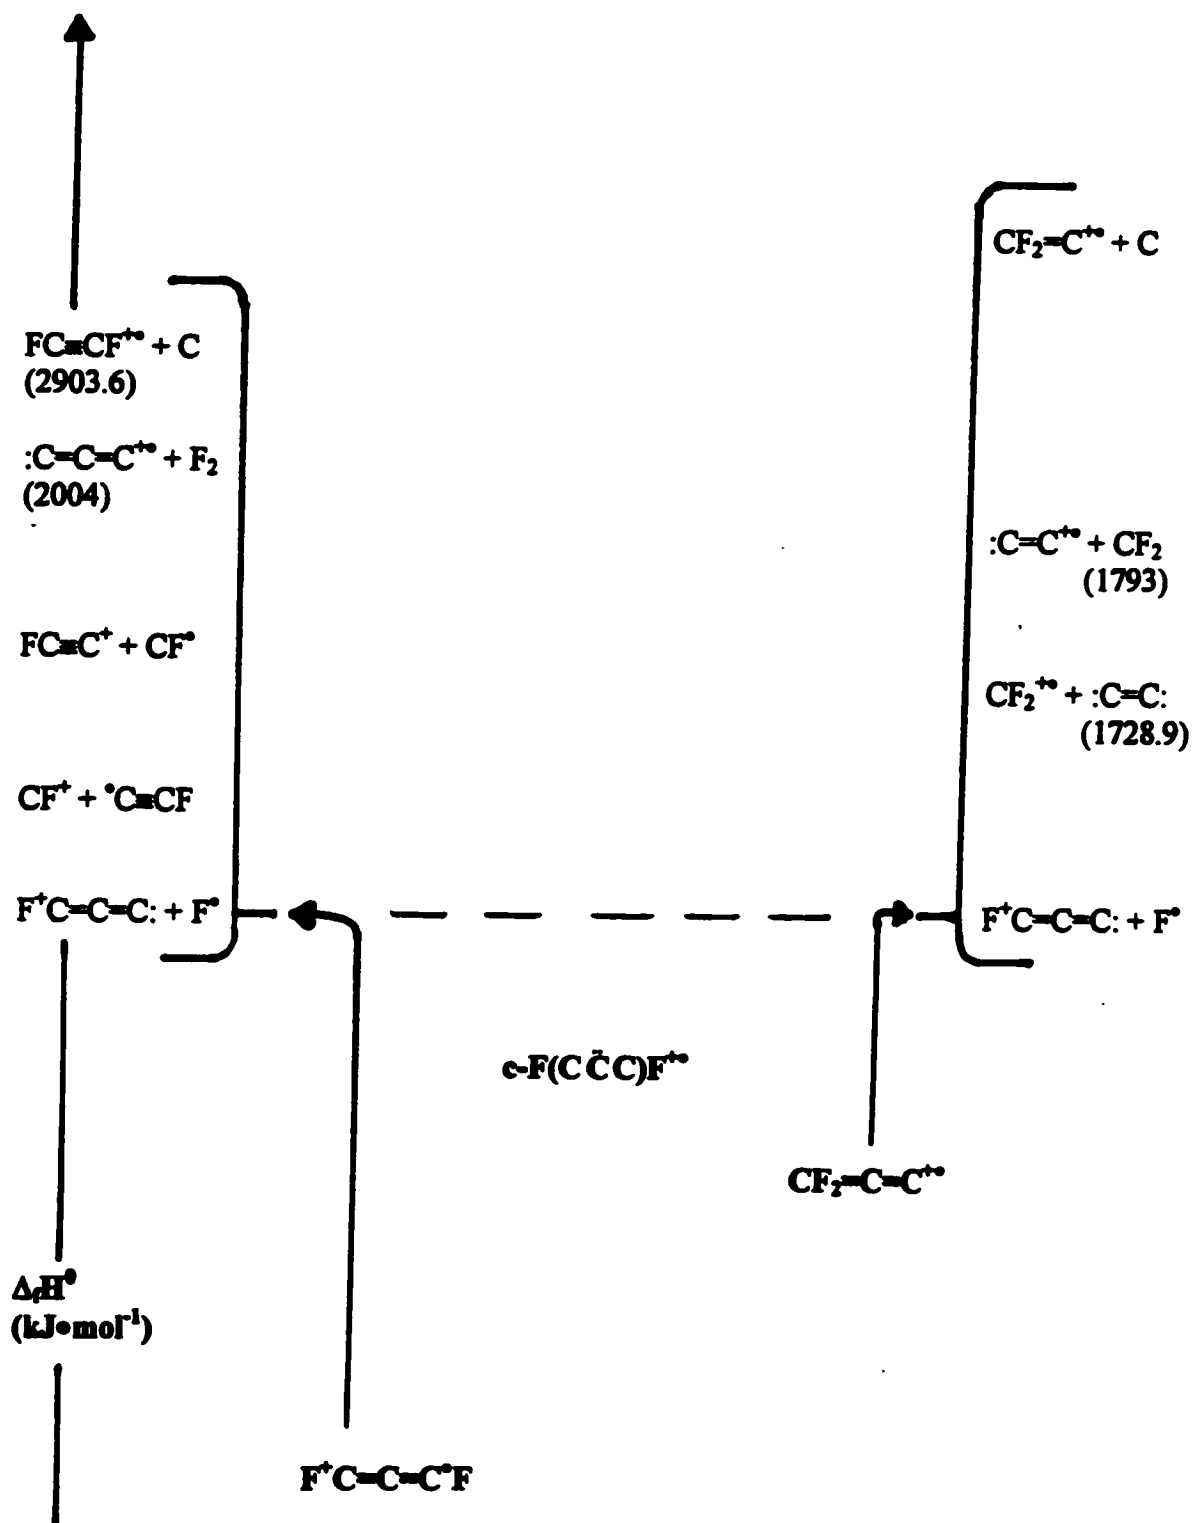 FC≡CF⁺• + C
(2903.6)
:C=C=C⁺• + F₂
(2004)
FC≡C⁺ + CF•
CF⁺ + •C≡CF
F⁺C=C=C: + F•
ΔfH°
(kJ•mol⁻¹)
F⁺C=C=C•F
c-F(C C̈ C)F⁺•
CF₂=C=C⁺•
CF₂=C⁺• + C
:C=C⁺• + CF₂
(1793)
CF₂⁺• + :C=C:
(1728.9)
F⁺C=C=C: + F•